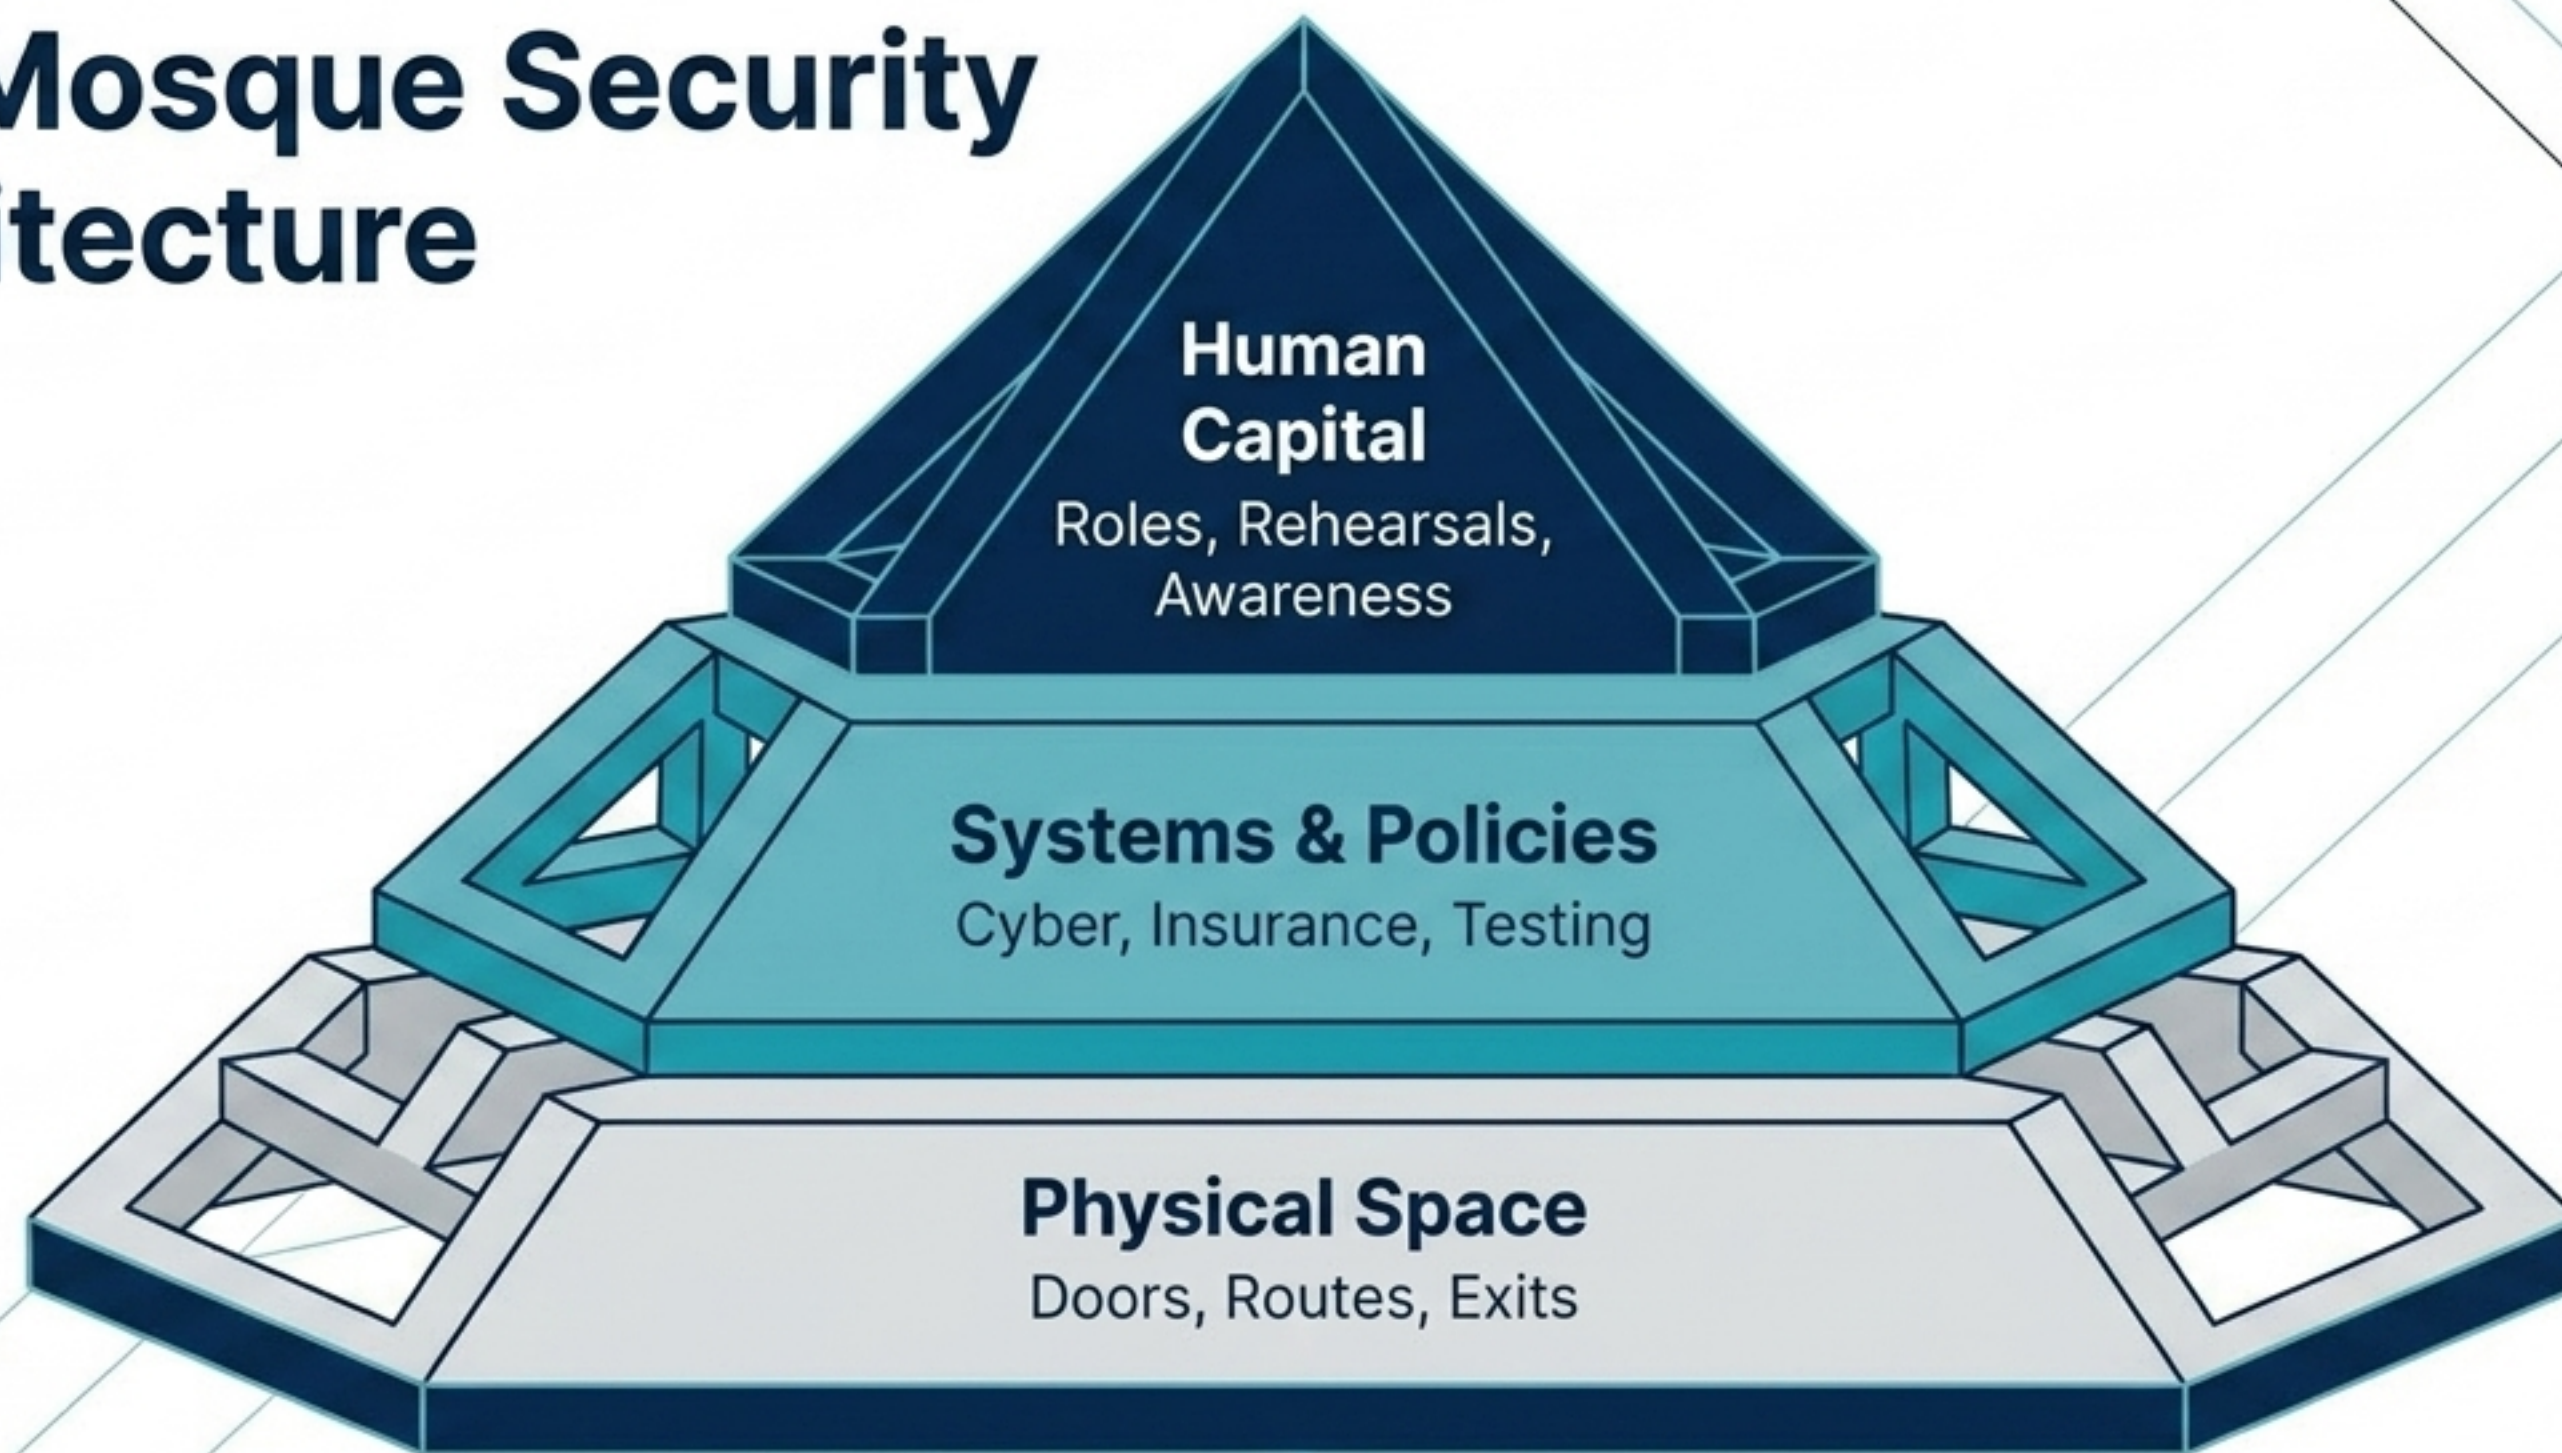 Mosque Security
itecture
Human
Capital
Roles, Rehearsals,
Awareness
Systems & Policies
Cyber, Insurance, Testing
Physical Space
Doors, Routes, Exits